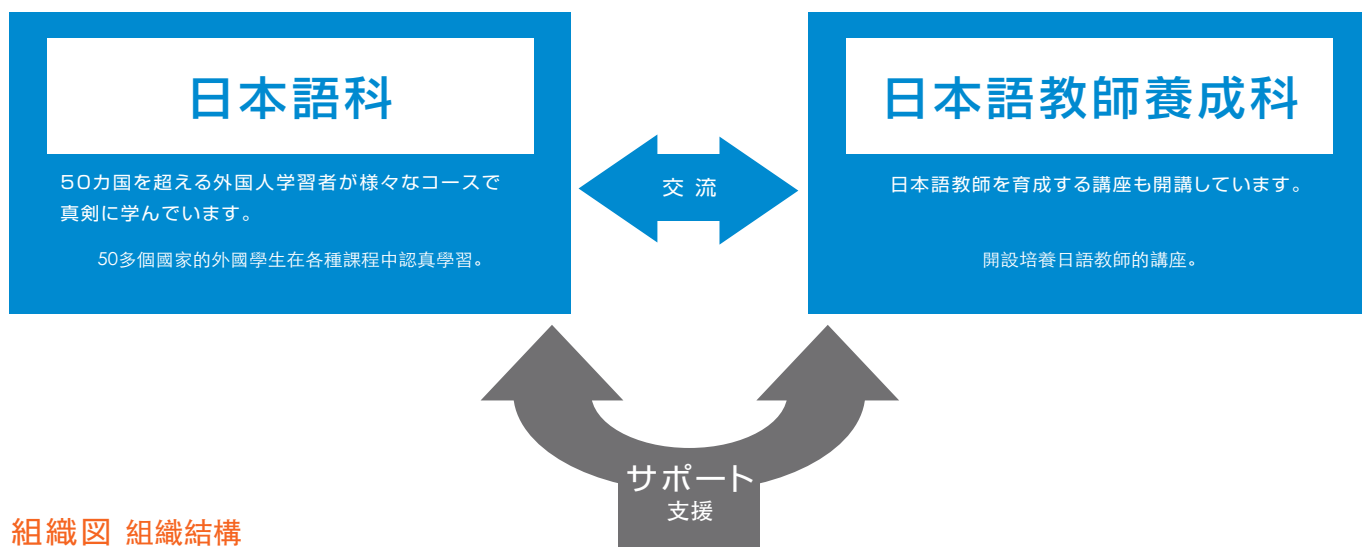 日本語科
50カ国を超える外国人学習者が様々なコースで
真剣に学んでいます。
50多個國家的外國學生在各種課程中認真學習。
交流
日本語教師養成科
日本語教師を育成する講座も開講しています。
開設培養日語教師的講座。
サポート
支援
組織図 組織結構